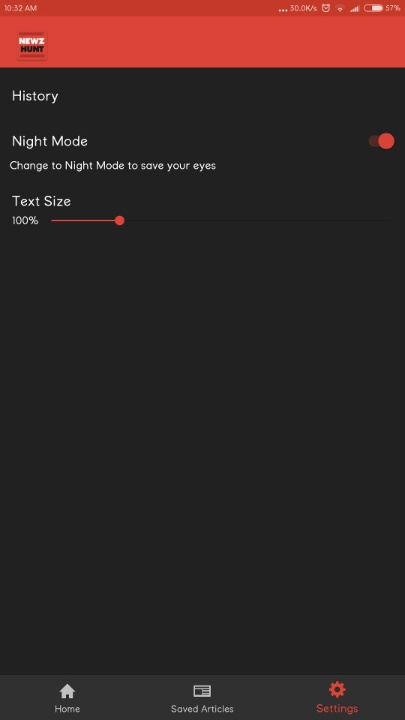 10:32 AM ... 30.0K/s 57%
NEWZ
HUNT
History
Night Mode
Change to Night Mode to save your eyes
Text Size
100%
Home Saved Articles Settings